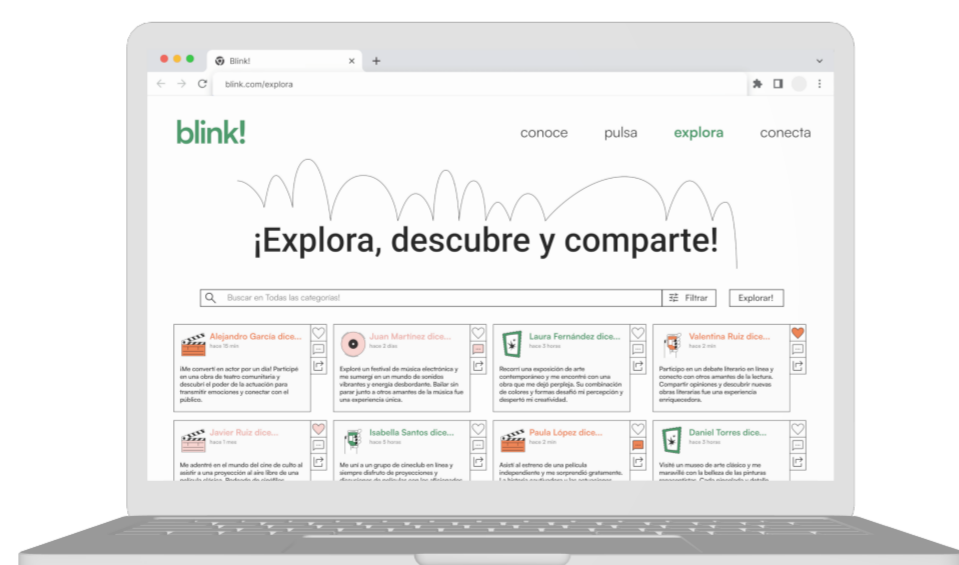 Blink!
blink.com/explora
blink!
conoce
pulsa
explora
conecta
¡Explora, descubre y comparte!
Buscar en Todas las categorias!
Filtrar
Explorar!
Alejandro García dice...
hace 15 min
¡Me convertí en actor por un día! Participé
en una obra de teatro comunitaria y
descubrí el poder de la actuación para
transmitir emociones y conectar con el
público.
Juan Martínez dice...
hace 3 días
Exploré un festival de música electrónica y
me sumergí en un mundo de sonidos
vibrantes y energía desbordante. Bailar sin
parar junto a otros amantes de la música fue
una experiencia única.
Laura Fernández dice...
hace 3 horas
Recorrí una exposición de arte
contemporáneo y me encontré con una
obra que me dejó perpleja. Su combinación
de colores y formas desafió mi percepción y
despertó mi creatividad.
Valentina Ruiz dice...
hace 2 min
Participo en un debate literario en línea y
conecto con otros amantes de la lectura.
Compartir opiniones y descubrir nuevas
obras literarias fue una experiencia
enriquecedora.
Javier Ruiz dice...
hace 1 mes
Me adentré en el mundo del cine de culto al
asistir a una proyección al aire libre de una
Isabella Santos dice...
hace 5 horas
Me uní a un grupo de cineclub en línea y
siempre disfruto de proyecciones y
Paula López dice...
hace 2 min
Asistí al estreno de una película
independiente y me sorprendió gratamente.
Daniel Torres dice...
hace 2 horas
Visité un museo de arte clásico y me
maravillé con la belleza de las pinturas